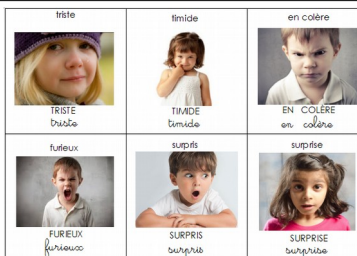 triste
timide
en colère
TRISTE
TIMIDE
EN COLÈRE
triste
timide
en colère
furieux
surpris
surprise
FURIEUX
SURPRIS
SURPRISE
furieux
surpris
surprise